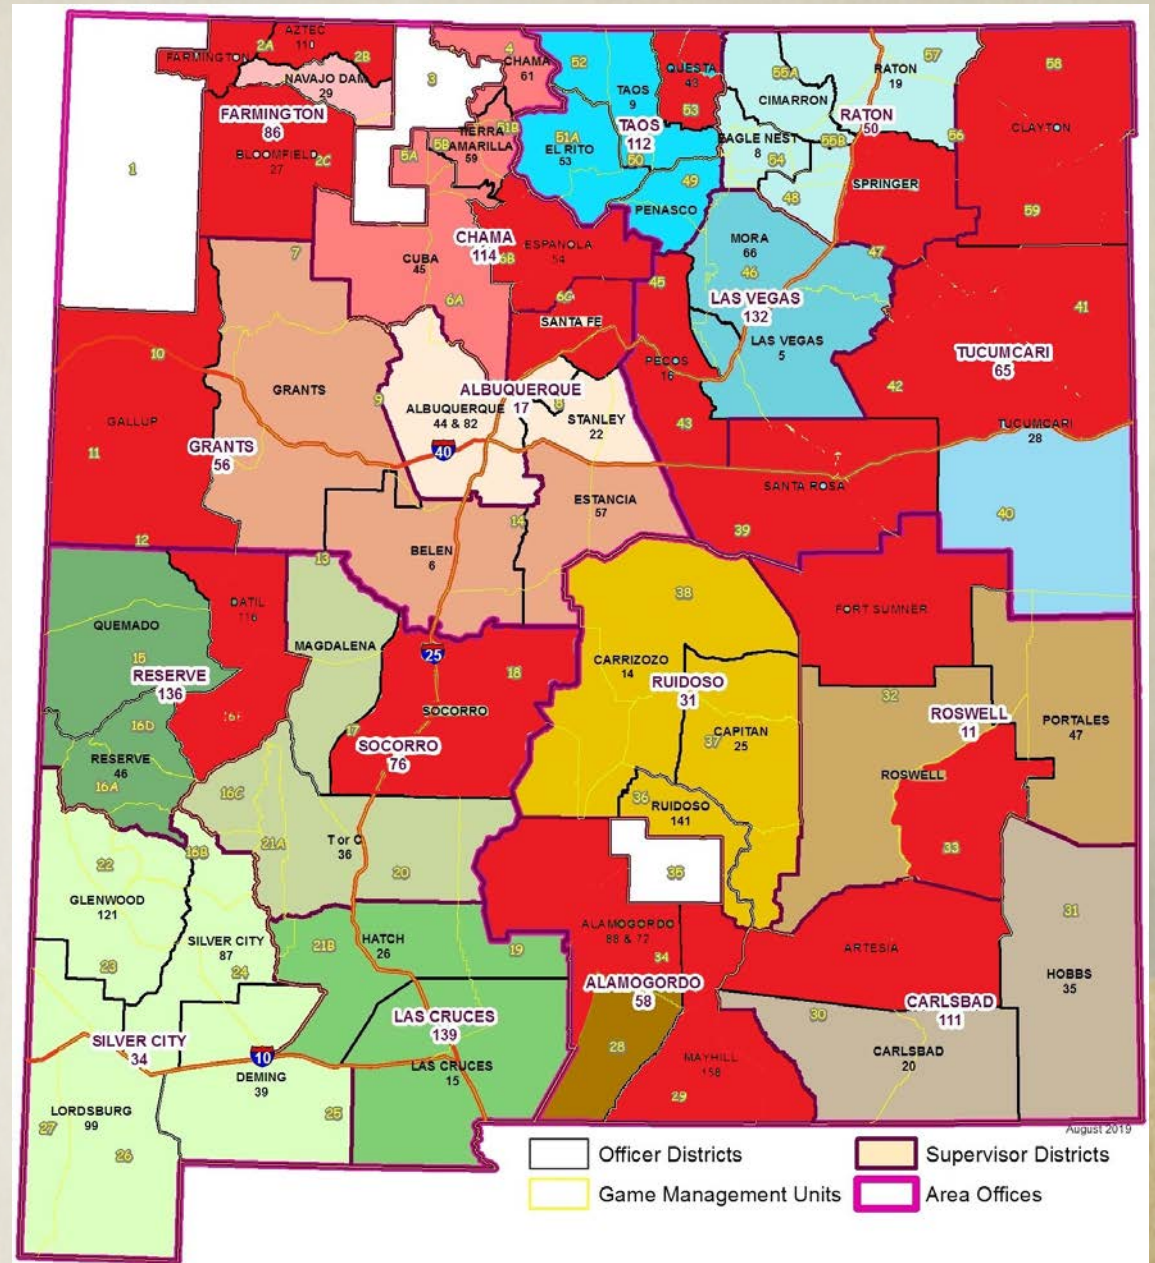 AZTEC
110
FARMINGTON
2A
2B
NAVAJO DAM
29
FARMINGTON
86
BLOOMFIELD
27
2C
1
3
4
CHAMA
61
5A
5B
51B
TIERRA
AMARILLA
59
52
TAOS
9
QUESTA
43
53
TAOS
112
51A
EL RITO
53
50
49
PENASCO
55A
57
RATON
19
CIMARRON
RATON
50
EAGLE NEST
8
54
55B
56
48
SPRINGER
58
CLAYTON
59
7
CUBA
45
6A
CHAMA
114
6B
ESPANOLA
54
6C
SANTA FE
45
MORA
66
46
47
LAS VEGAS
132
LAS VEGAS
5
PECOS
16
43
41
TUCUMCARI
65
42
TUCUMCARI
28
40
10
GALLUP
11
12
GRANTS
9
GRANTS
56
ALBUQUERQUE
17
ALBUQUERQUE
44 & 82
8
STANLEY
22
40
ESTANCIA
57
14
BELEN
6
SANTA ROSA
39
13
QUEMADO
15
RESERVE
136
DATIL
116
16E
16D
RESERVE
46
16A
MAGDALENA
17
25
18
SOCORRO
SOCORRO
76
38
CARRIZOZO
14
RUIDOSO
31
CAPITAN
25
37
36
RUIDOSO
141
FORT SUMNER
32
ROSWELL
11
PORTALES
47
ROSWELL
33
16C
21A
T or C
36
20
16B
22
GLENWOOD
121
23
SILVER CITY
87
24
21B
HATCH
26
19
35
ALAMOGORDO
88 & 72
34
ALAMOGORDO
58
ARTESIA
31
HOBBS
35
CARLSBAD
111
30
CARLSBAD
20
SILVER CITY
34
10
DEMING
39
25
LAS CRUCES
139
LAS CRUCES
15
28
MAYHILL
158
29
LORDSBURG
99
27
26
August 2019
Officer Districts
Supervisor Districts
Game Management Units
Area Offices